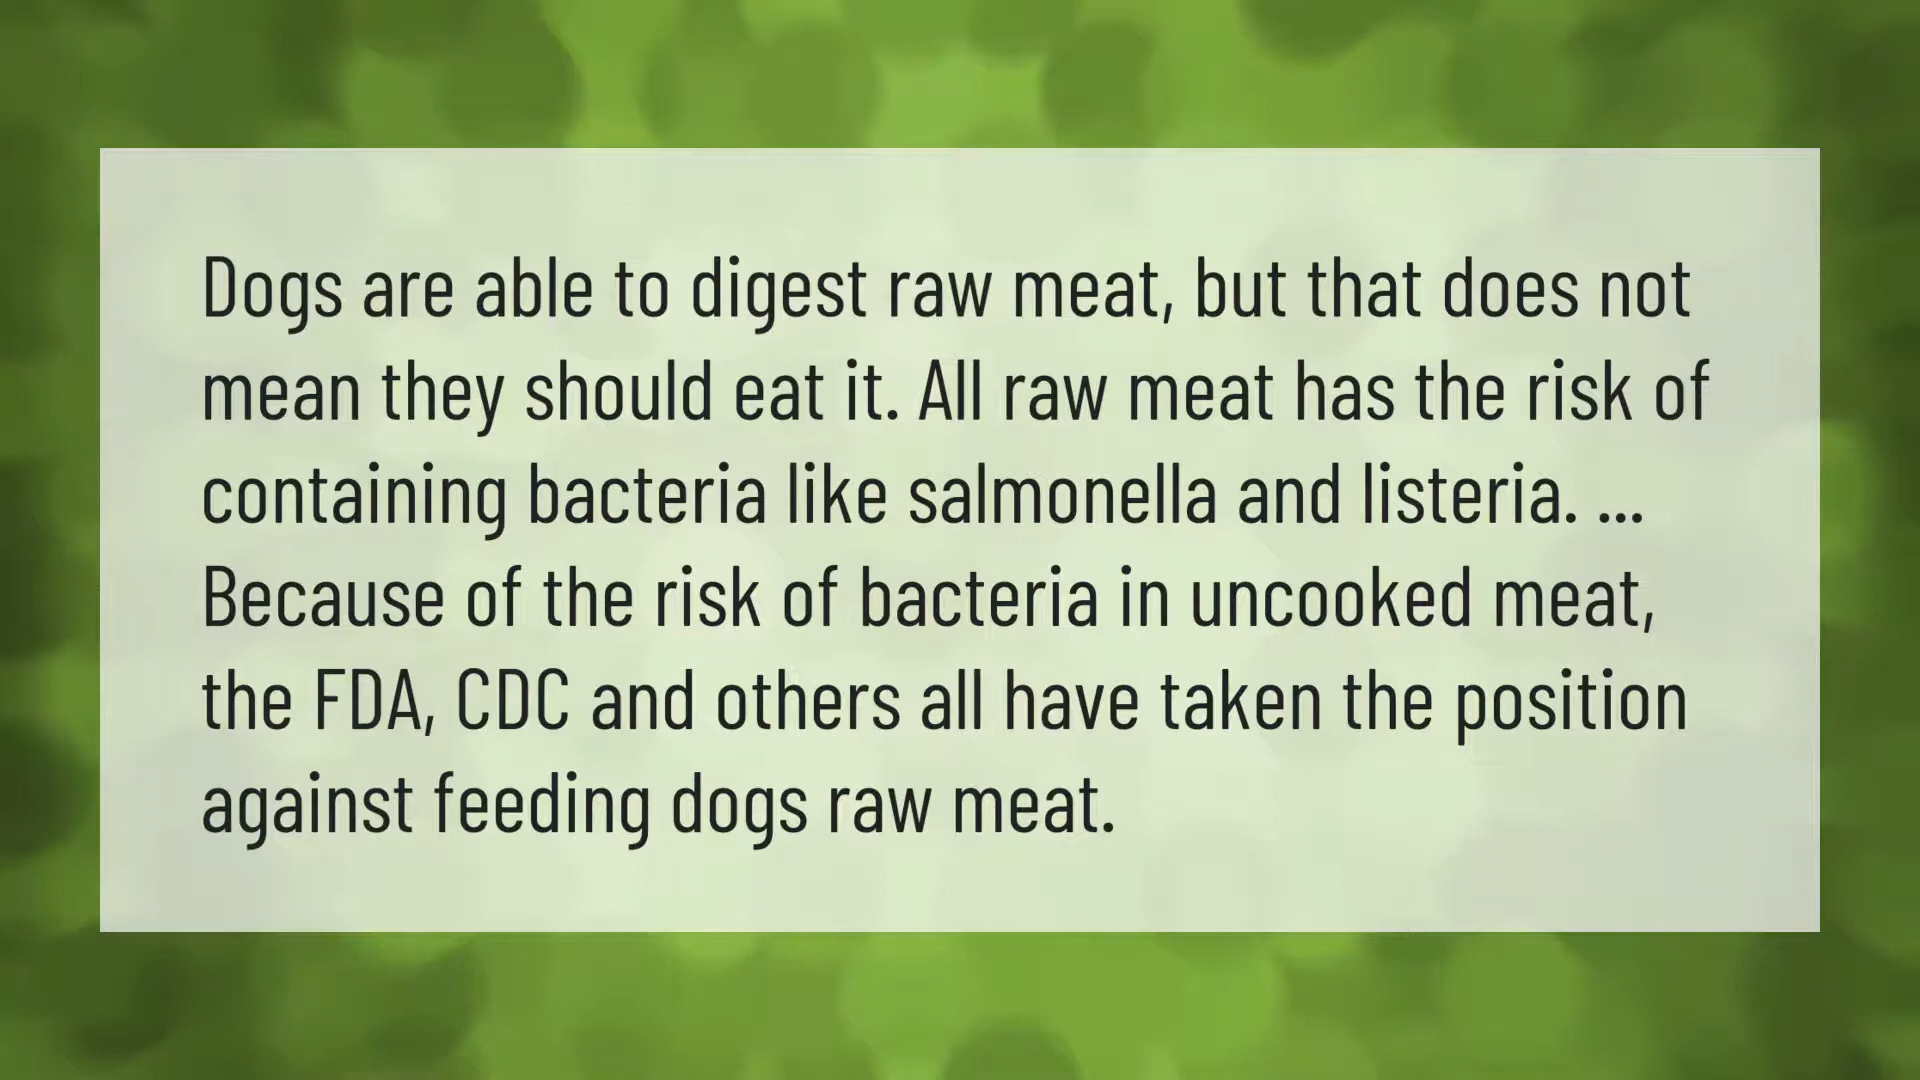 Dogs are able to digest raw meat, but that does not
mean they should eat it. All raw meat has the risk of
containing bacteria like salmonella and listeria. ...
Because of the risk of bacteria in uncooked meat,
the FDA, CDC and others all have taken the position
against feeding dogs raw meat.